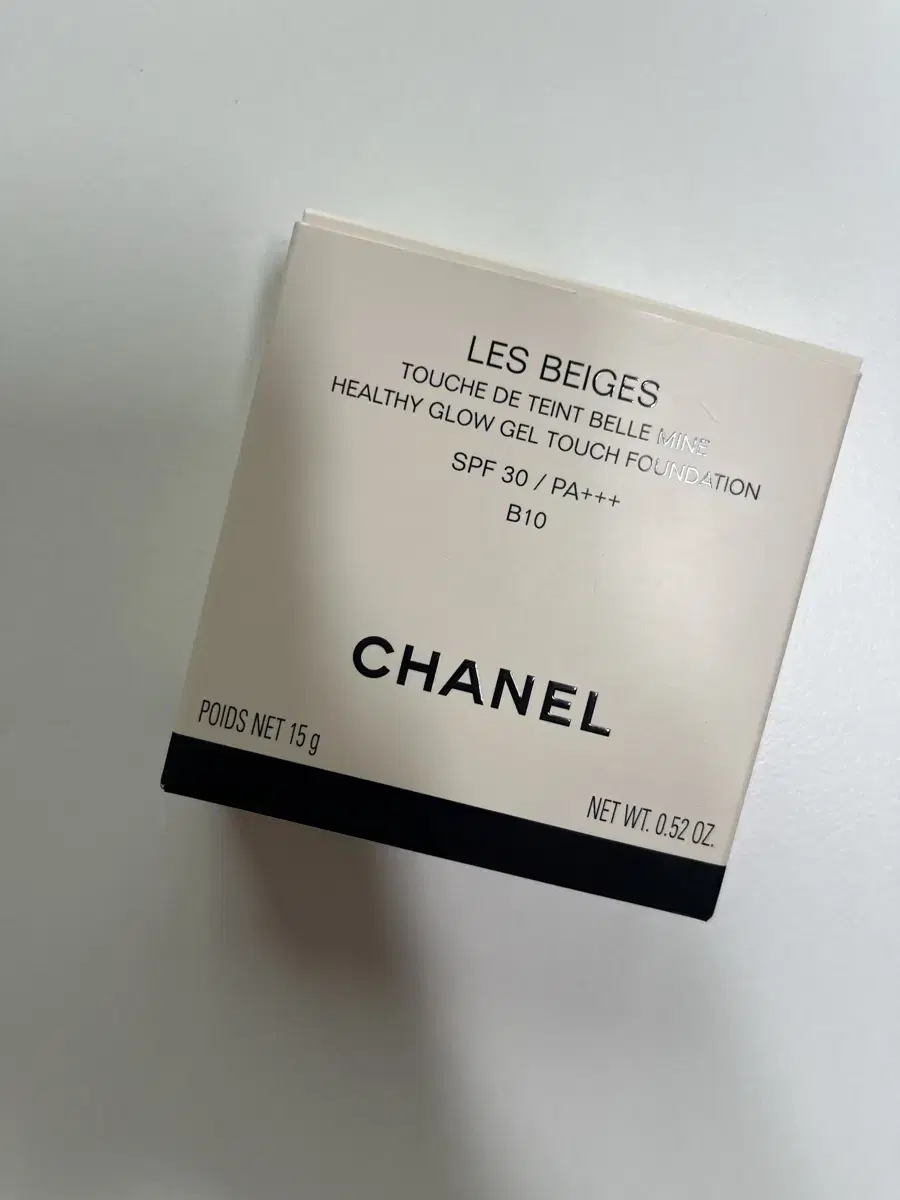 LES BEIGES
TOUCHE DE TEINT BELLE MINE
HEALTHY GLOW GEL TOUCH FOUNDATION
SPF 30 / PA+++
B10
CHANEL
POIDS NET 15 g
NET WT. 0.52 OZ.